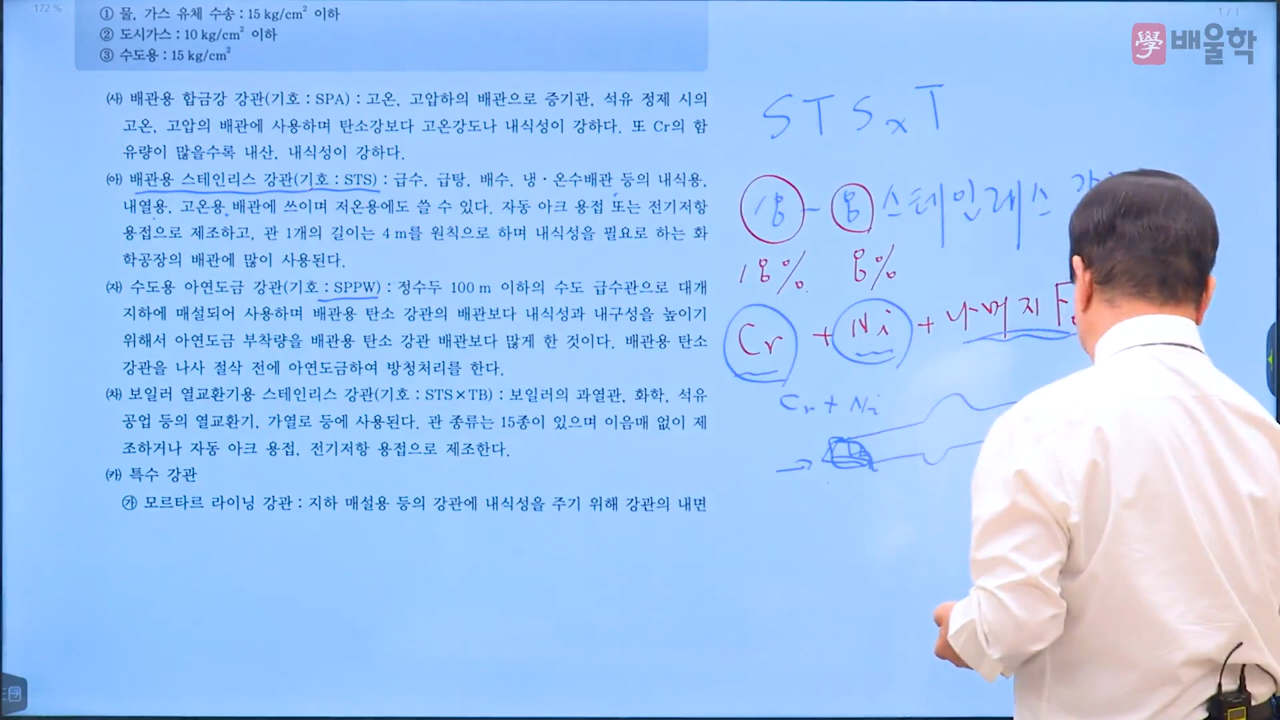 172 %
1 / 1
學 배울학
① 물, 가스 유체 수송 : 15 kg/cm² 이하
② 도시가스 : 10 kg/cm² 이하
③ 수도용 : 15 kg/cm²
㈔ 배관용 합금강 강관(기호 : SPA) : 고온, 고압하의 배관으로 증기관, 석유 정제 시의
고온, 고압의 배관에 사용하며 탄소강보다 고온강도나 내식성이 강하다. 또 Cr의 함
유량이 많을수록 내산, 내식성이 강하다.
㈕ 배관용 스테인리스 강관(기호 : STS) : 급수, 급탕, 배수, 냉·온수배관 등의 내식용,
내열용, 고온용 배관에 쓰이며 저온용에도 쓸 수 있다. 자동 아크 용접 또는 전기저항
용접으로 제조하고, 관 1개의 길이는 4 m를 원칙으로 하며 내식성을 필요로 하는 화
학공장의 배관에 많이 사용된다.
㈖ 수도용 아연도금 강관(기호 : SPPW) : 정수두 100 m 이하의 수도 급수관으로 대개
지하에 매설되어 사용하며 배관용 탄소 강관의 배관보다 내식성과 내구성을 높이기
위해서 아연도금 부착량을 배관용 탄소 강관 배관보다 많게 한 것이다. 배관용 탄소
강관을 나사 절삭 전에 아연도금하여 방청처리를 한다.
㈗ 보일러 열교환기용 스테인리스 강관(기호 : STS×TB) : 보일러의 과열관, 화학, 석유
공업 등의 열교환기, 가열로 등에 사용된다. 관 종류는 15종이 있으며 이음매 없이 제
조하거나 자동 아크 용접, 전기저항 용접으로 제조한다.
㈘ 특수 강관
㉮ 모르타르 라이닝 강관 : 지하 매설용 등의 강관에 내식성을 주기 위해 강관의 내면
STS×T
18-8 스테인레스
18% 8%
Cr + Ni + 나머지
Cr + Ni